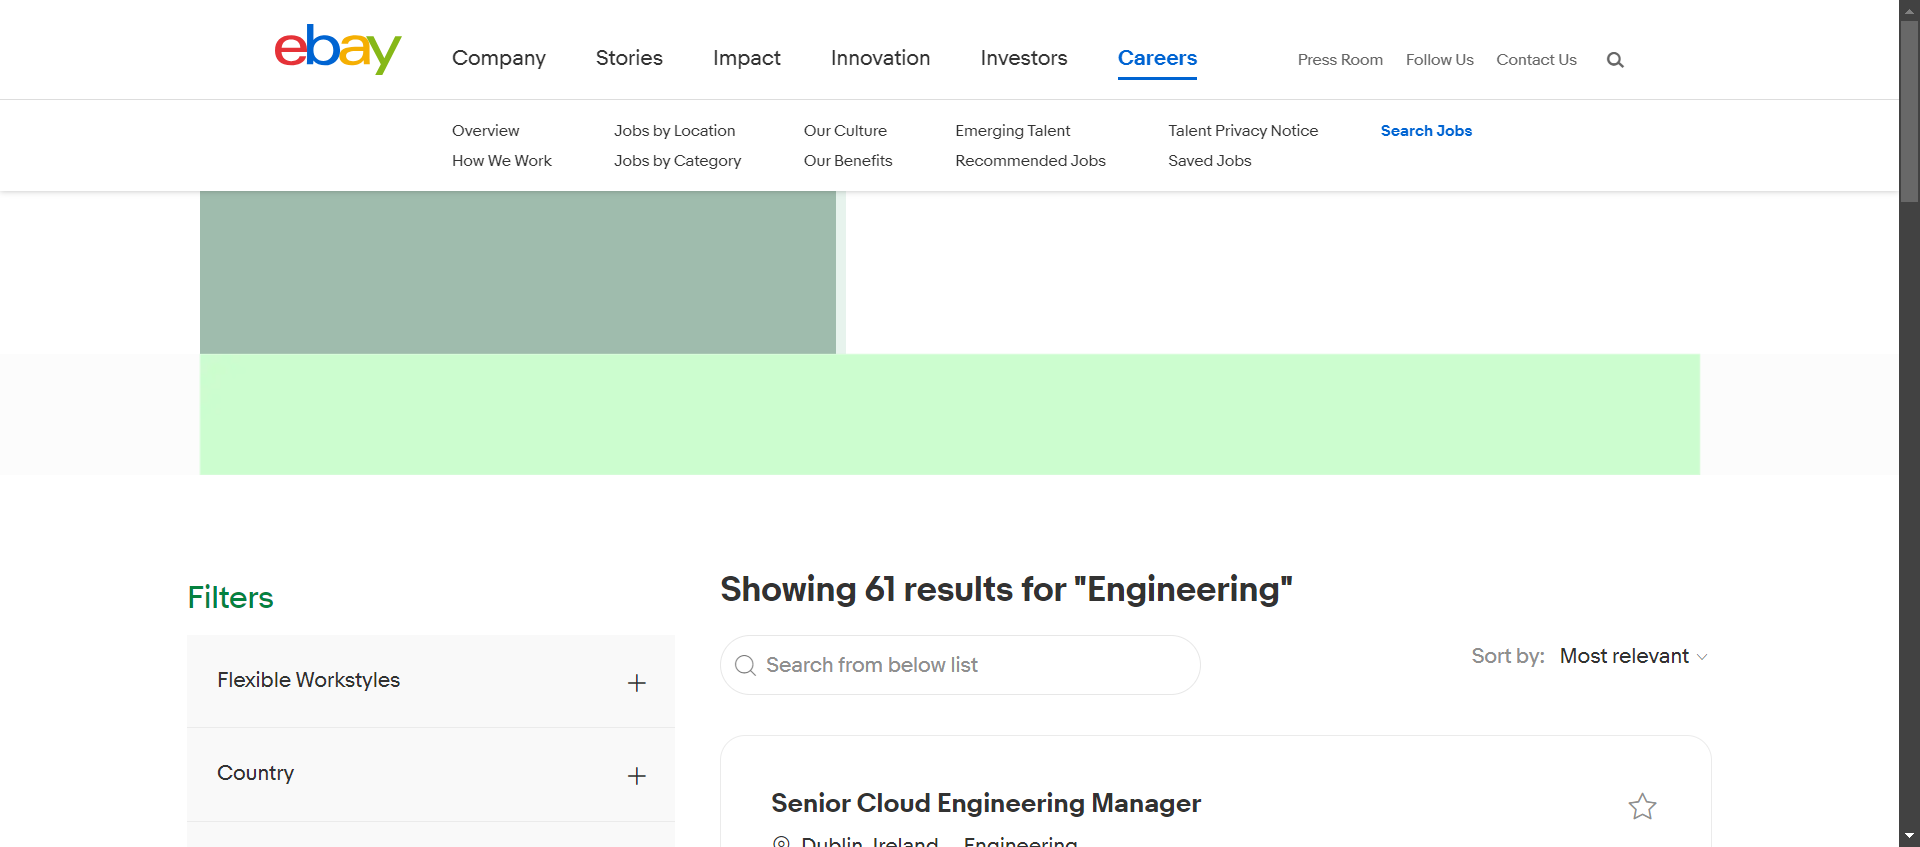 ebay
Company Stories Impact Innovation Investors Careers Press Room Follow Us Contact Us
Overview Jobs by Location Our Culture Emerging Talent Talent Privacy Notice Search Jobs
How We Work Jobs by Category Our Benefits Recommended Jobs Saved Jobs
Filters
Showing 61 results for "Engineering"
Search from below list
Sort by: Most relevant
Flexible Workstyles
Country
Senior Cloud Engineering Manager
Dublin, Ireland Engineering